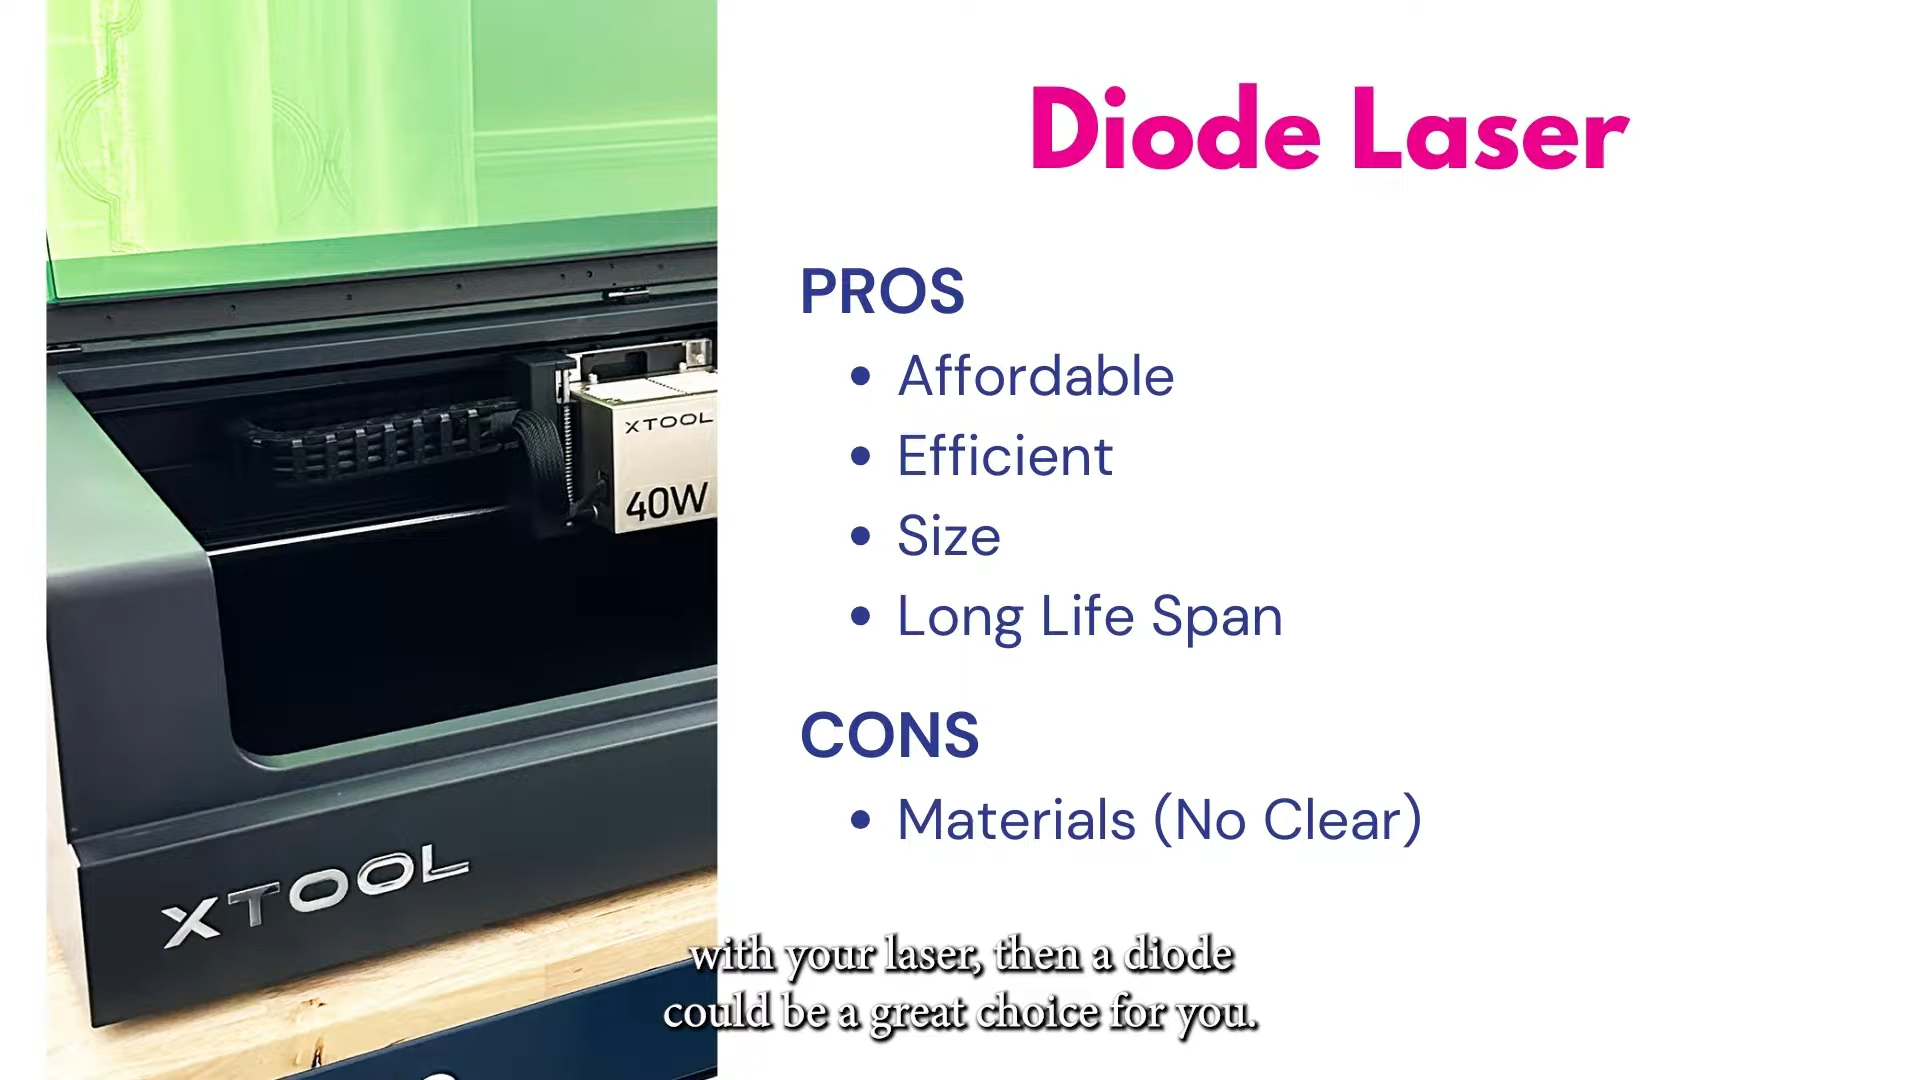 Diode Laser
PROS
• Affordable
• Efficient
• Size
• Long Life Span
CONS
• Materials (No Clear)
XTOOL
40W
XTOOL
with your laser, then a diode
could be a great choice for you.